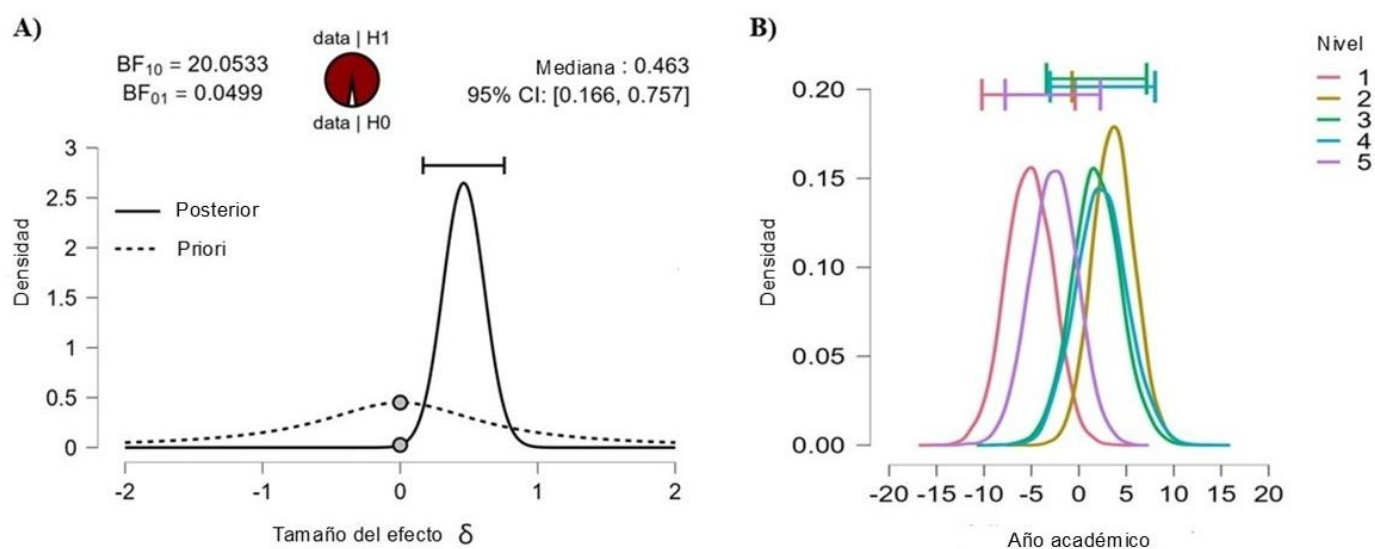 A)
data | H1
BF10 = 20.0533
BF01 = 0.0499
data | H0
Mediana : 0.463
95% CI: [0.166, 0.757]
3
2.5
2
1.5
1
0.5
0
Densidad
Posterior
Priori
-2
-1
0
1
2
Tamaño del efecto δ
B)
Nivel
1
2
3
4
5
0.20
0.15
0.10
0.05
0.00
Densidad
-20 -15 -10 -5 0 5 10 15 20
Año académico